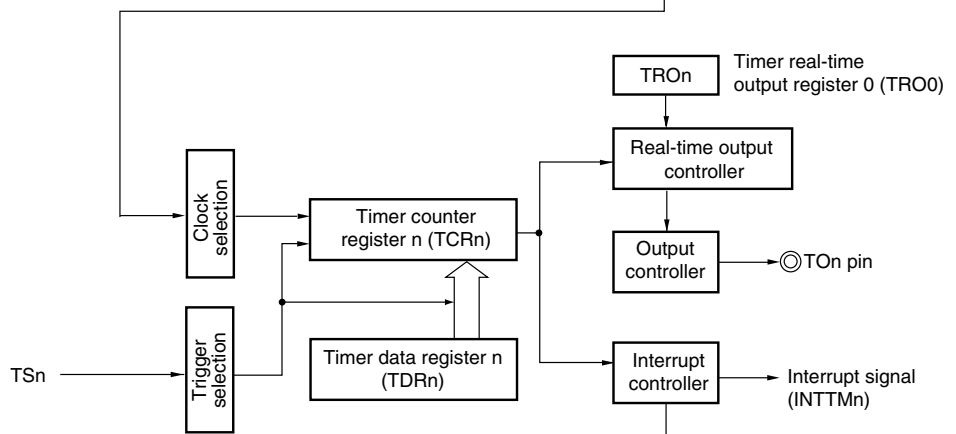 TROn
Timer real-time
output register 0 (TRO0)
Real-time output
controller
Clock
selection
Timer counter
register n (TCRn)
Output
controller
TOn pin
TSn
Trigger
selection
Timer data register n
(TDRn)
Interrupt
controller
Interrupt signal
(INTTMn)